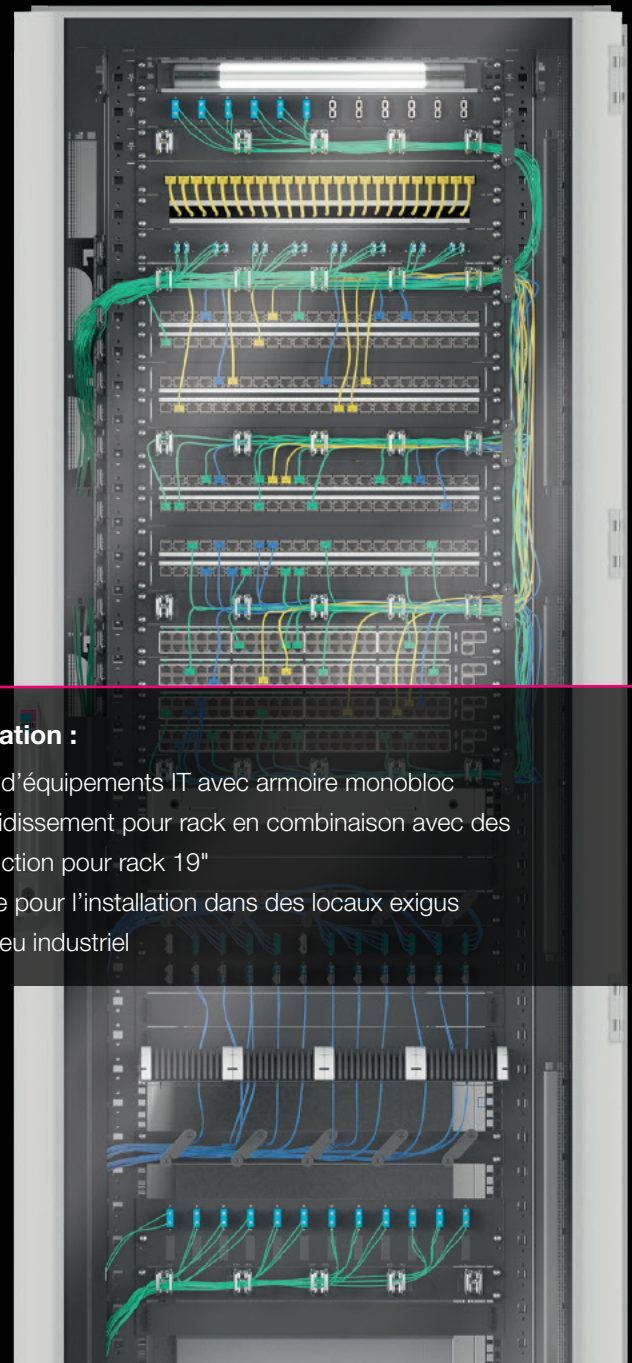 ation :
d’équipements IT avec armoire monobloc
idissement pour rack en combinaison avec des
ction pour rack 19"
e pour l’installation dans des locaux exigus
eu industriel